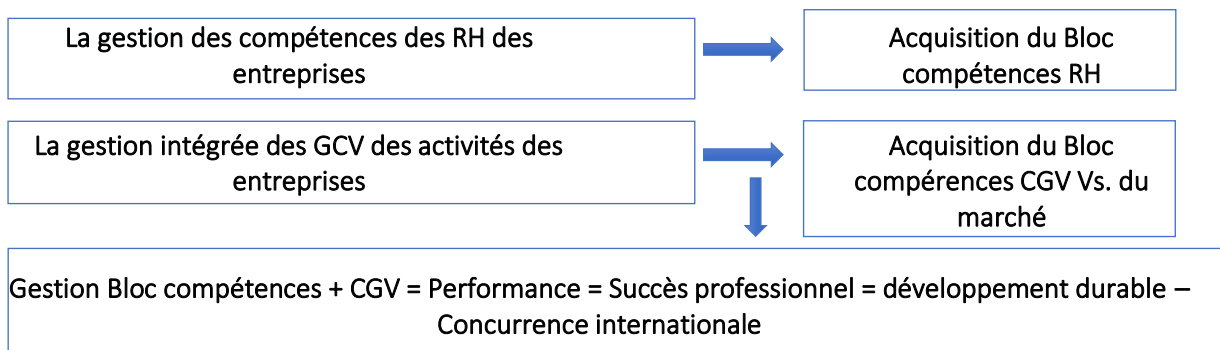 La gestion des compétences des RH des
entreprises
Acquisition du Bloc
compétences RH
La gestion intégrée des GCV des activités des
entreprises
Acquisition du Bloc
compérences CGV Vs. du
marché
Gestion Bloc compétences + CGV = Performance = Succès professionnel = développement durable –
Concurrence internationale